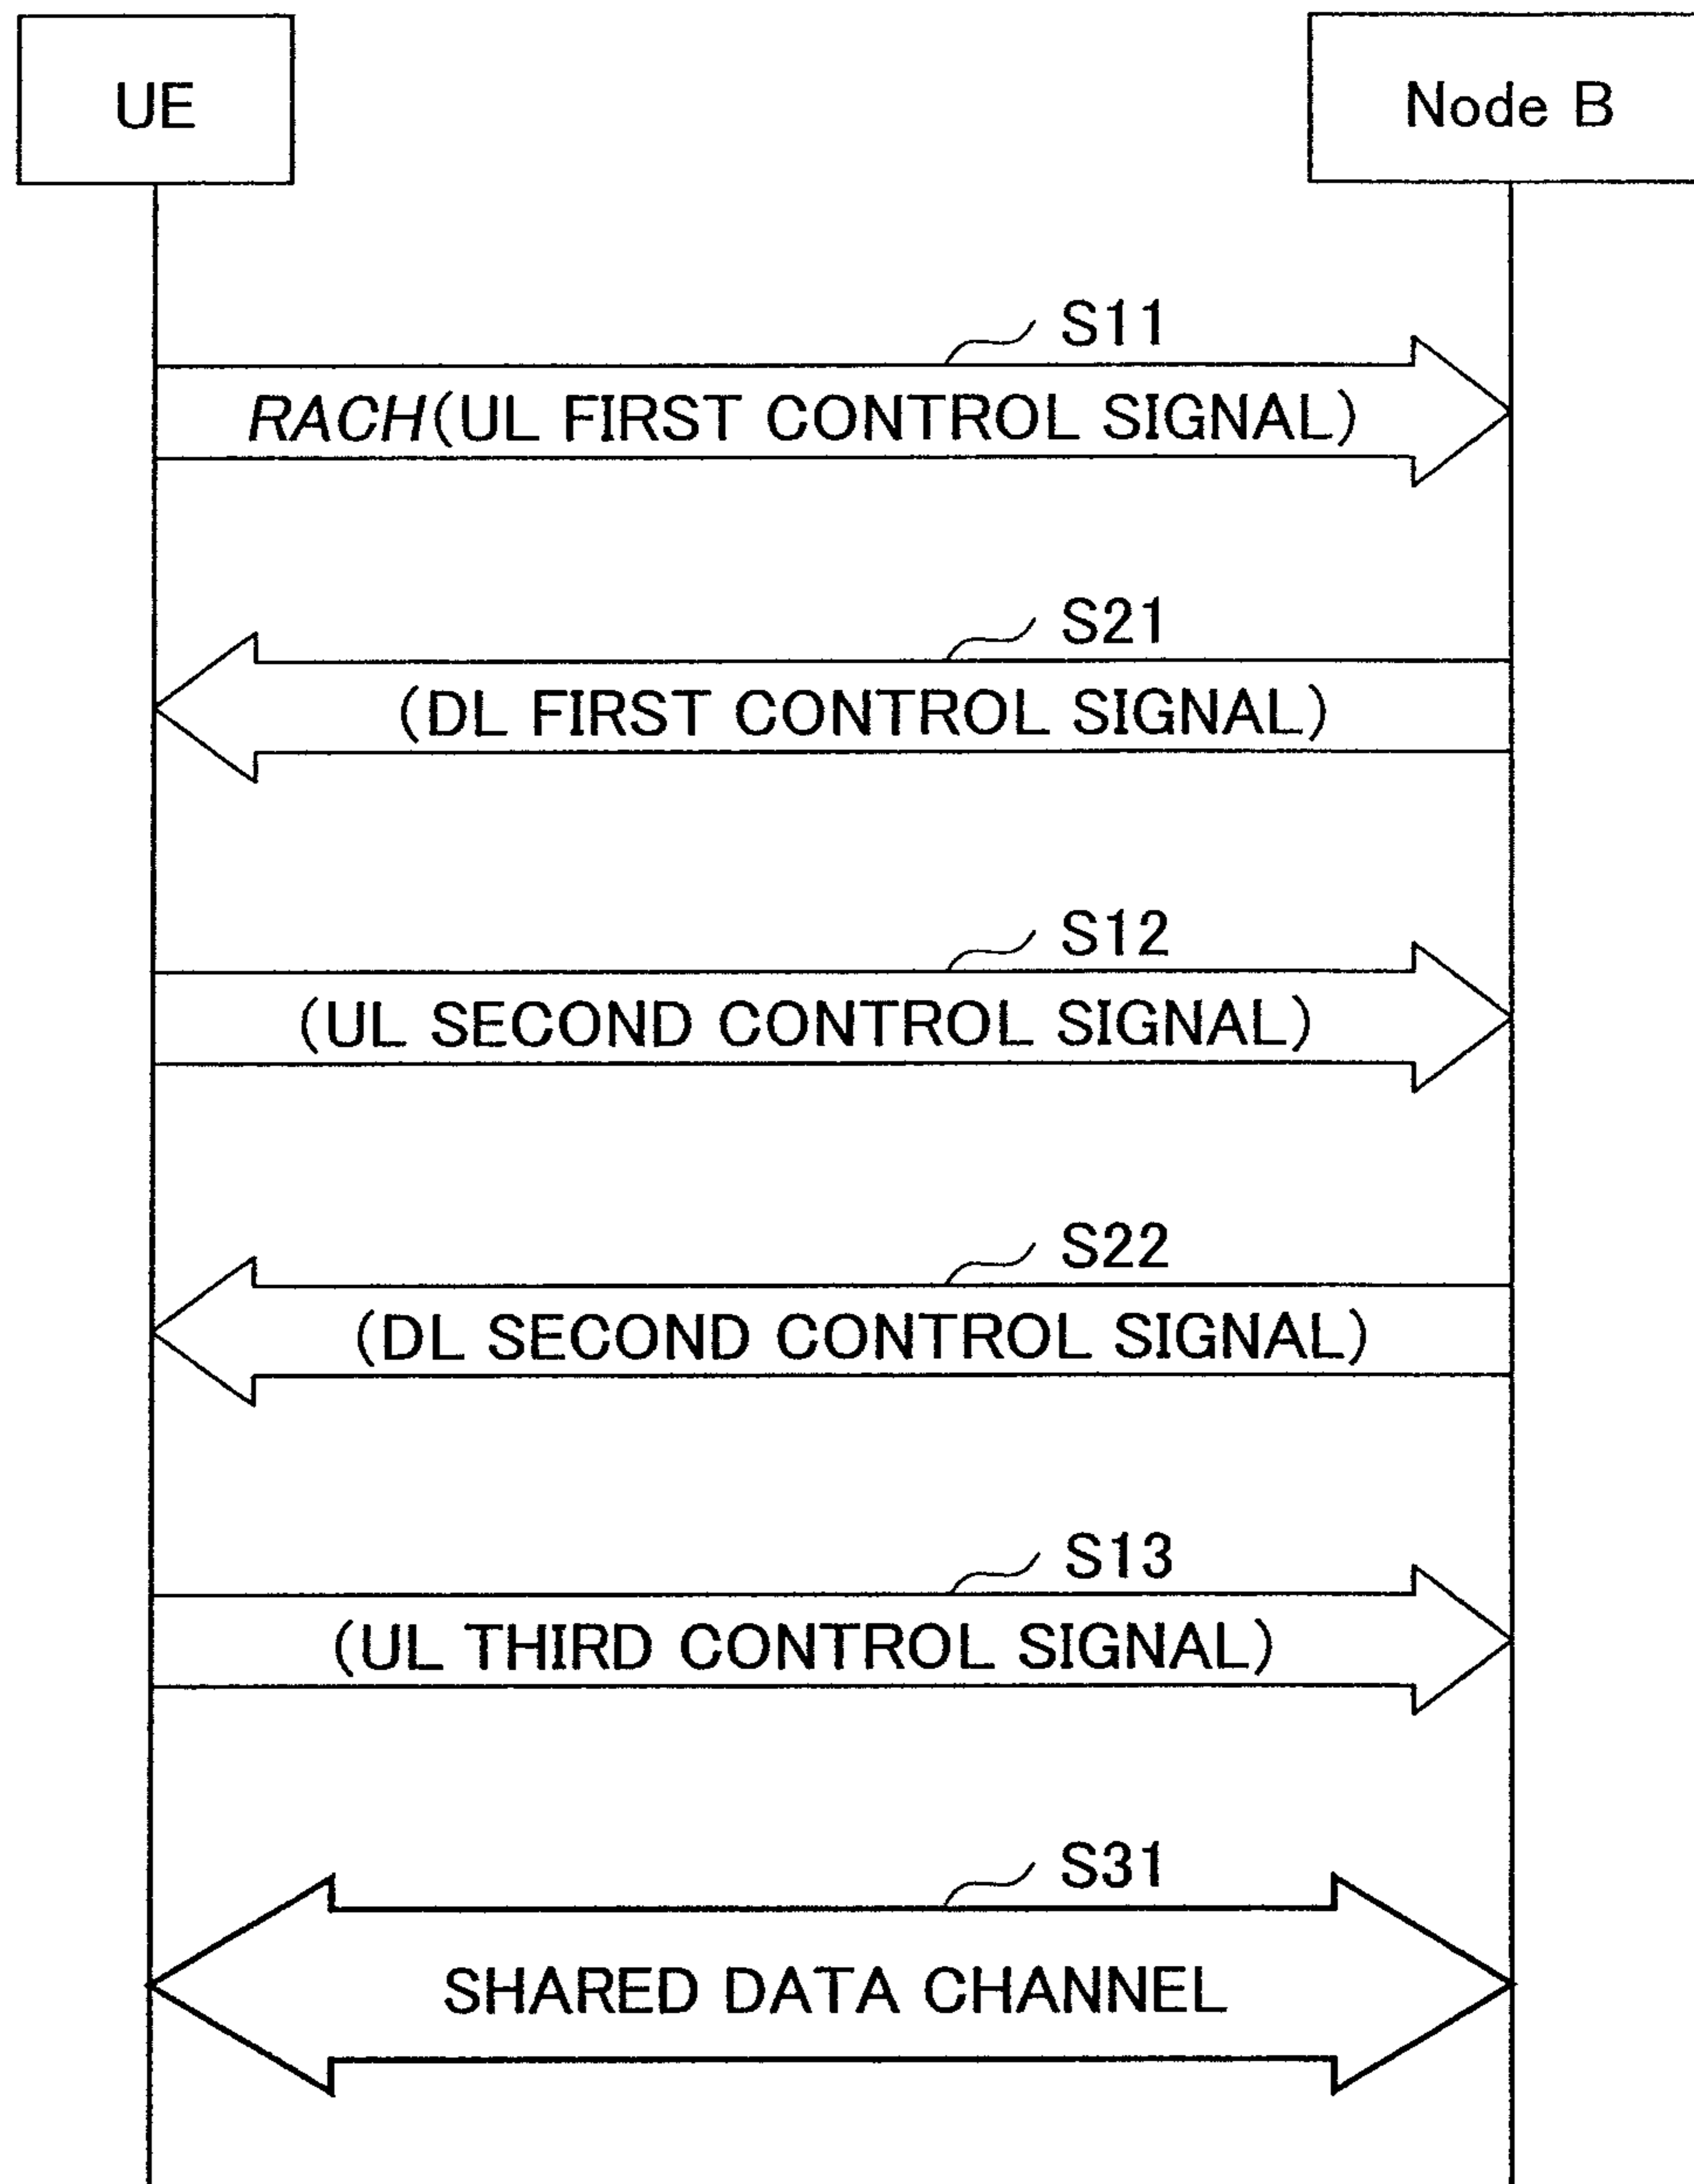 UE
Node B
S11
RACH(UL FIRST CONTROL SIGNAL)
S21
(DL FIRST CONTROL SIGNAL)
S12
(UL SECOND CONTROL SIGNAL)
S22
(DL SECOND CONTROL SIGNAL)
S13
(UL THIRD CONTROL SIGNAL)
S31
SHARED DATA CHANNEL